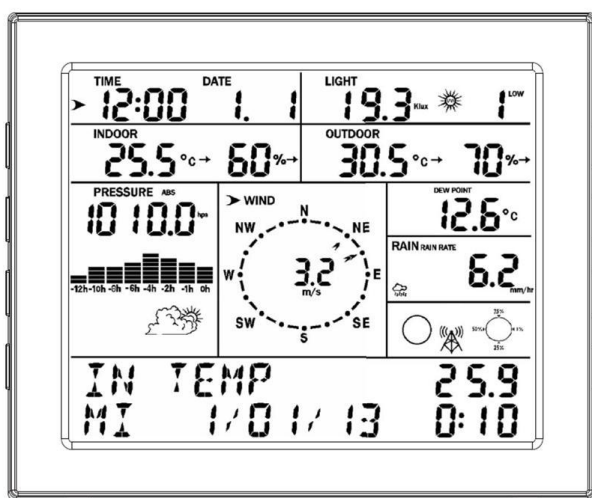 TIME DATE LIGHT
12:00 1. 1 19.3 Klux UVI 1 LOW
INDOOR OUTDOOR
25.5°C→ 60%→ 30.5°C→ 70%→
PRESSURE ABS
1010.0 hpa
-12h -10h -8h -6h -4h -2h -1h 0h
WIND
N
NW NE
W 3.2 E
m/s
SW SE
S
DEW POINT
12.6°C
RAIN RAIN RATE
6.2 mm/hr
75%
50% %
25%
IN TEMP 25.9
MI 1/01/13 0:10